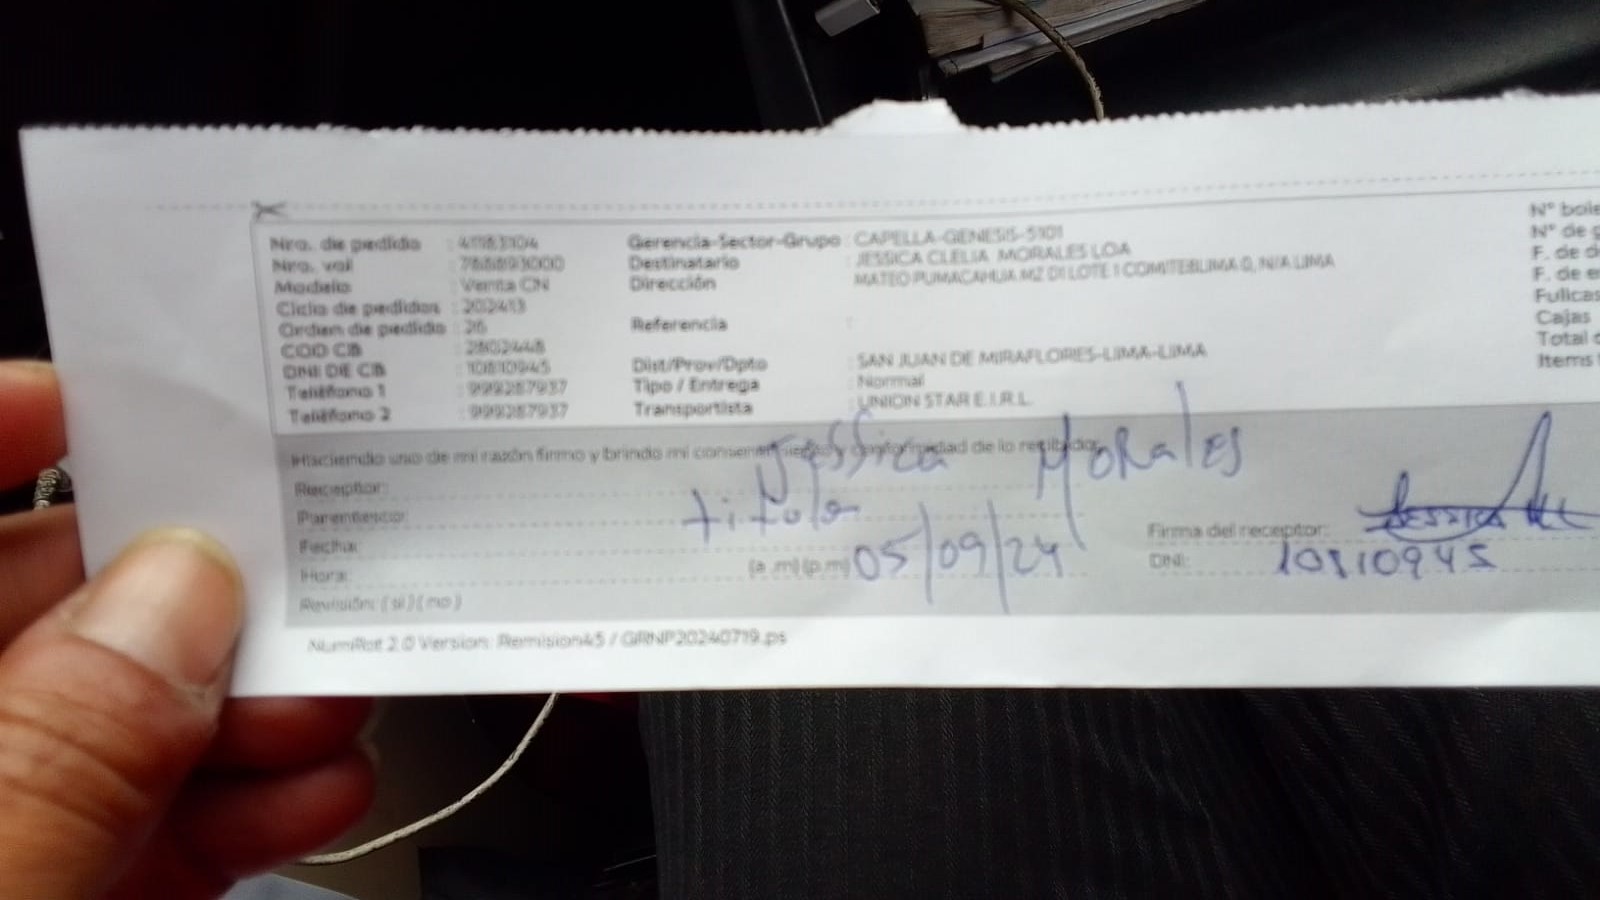 Nro. de pedido : 41183104 Gerencia-Sector-Grupo : CAPELLA-GENESIS-5101 N° bole
Nro. val : 788893000 Destinatario : JESSICA CLELIA MORALES LOA N° de g
Modelo : Venta CN Dirección : MATEO PUMACAHUA MZ D1 LOTE 1 COMITEBLIMA 0, N/A LIMA F. de d
Ciclo de pedidos : 202413 F. de e
Orden de pedido : 26 Referencia : Fulicas
COD CB : 2802448 Cajas
DNI DE CB : 10810945 Dist/Prov/Dpto : SAN JUAN DE MIRAFLORES-LIMA-LIMA Total
Teléfono 1 : 999287937 Tipo / Entrega : Normal Items
Teléfono 2 : 999287937 Transportista : UNION STAR E.I.R.L.
Haciendo uso de mi razón firmo y brindo mi consentimiento y conformidad de lo recibido,
Receptor: Jessica Morales
Parentesco: titular
Fecha: 05/09/24 Firma del receptor: Jessica
Hora: (a .m) (p.m) DNI: 10810945
Revisión: ( si ) ( no )
NumRot 2.0 Version: Remision45 / GRNP20240719.ps